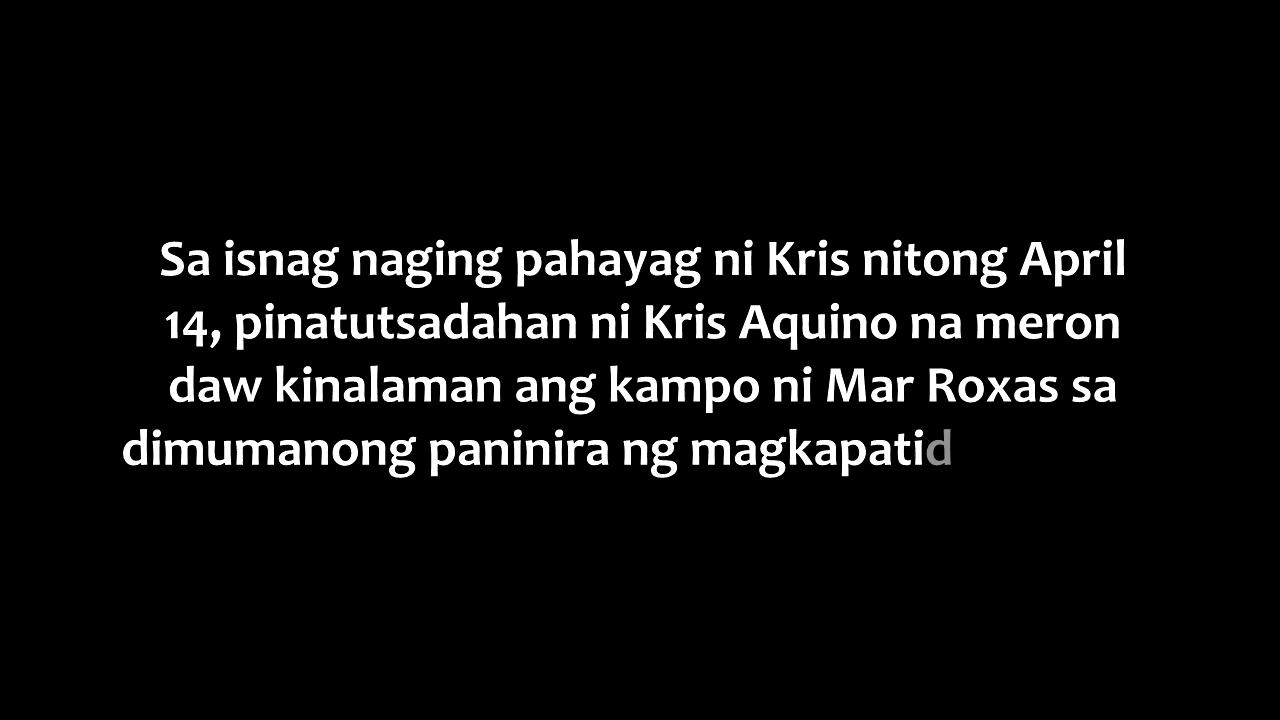 Sa isnag naging pahayag ni Kris nitong April
14, pinatutsadahan ni Kris Aquino na meron
daw kinalaman ang kampo ni Mar Roxas sa
dimumanong paninira ng magkapatid